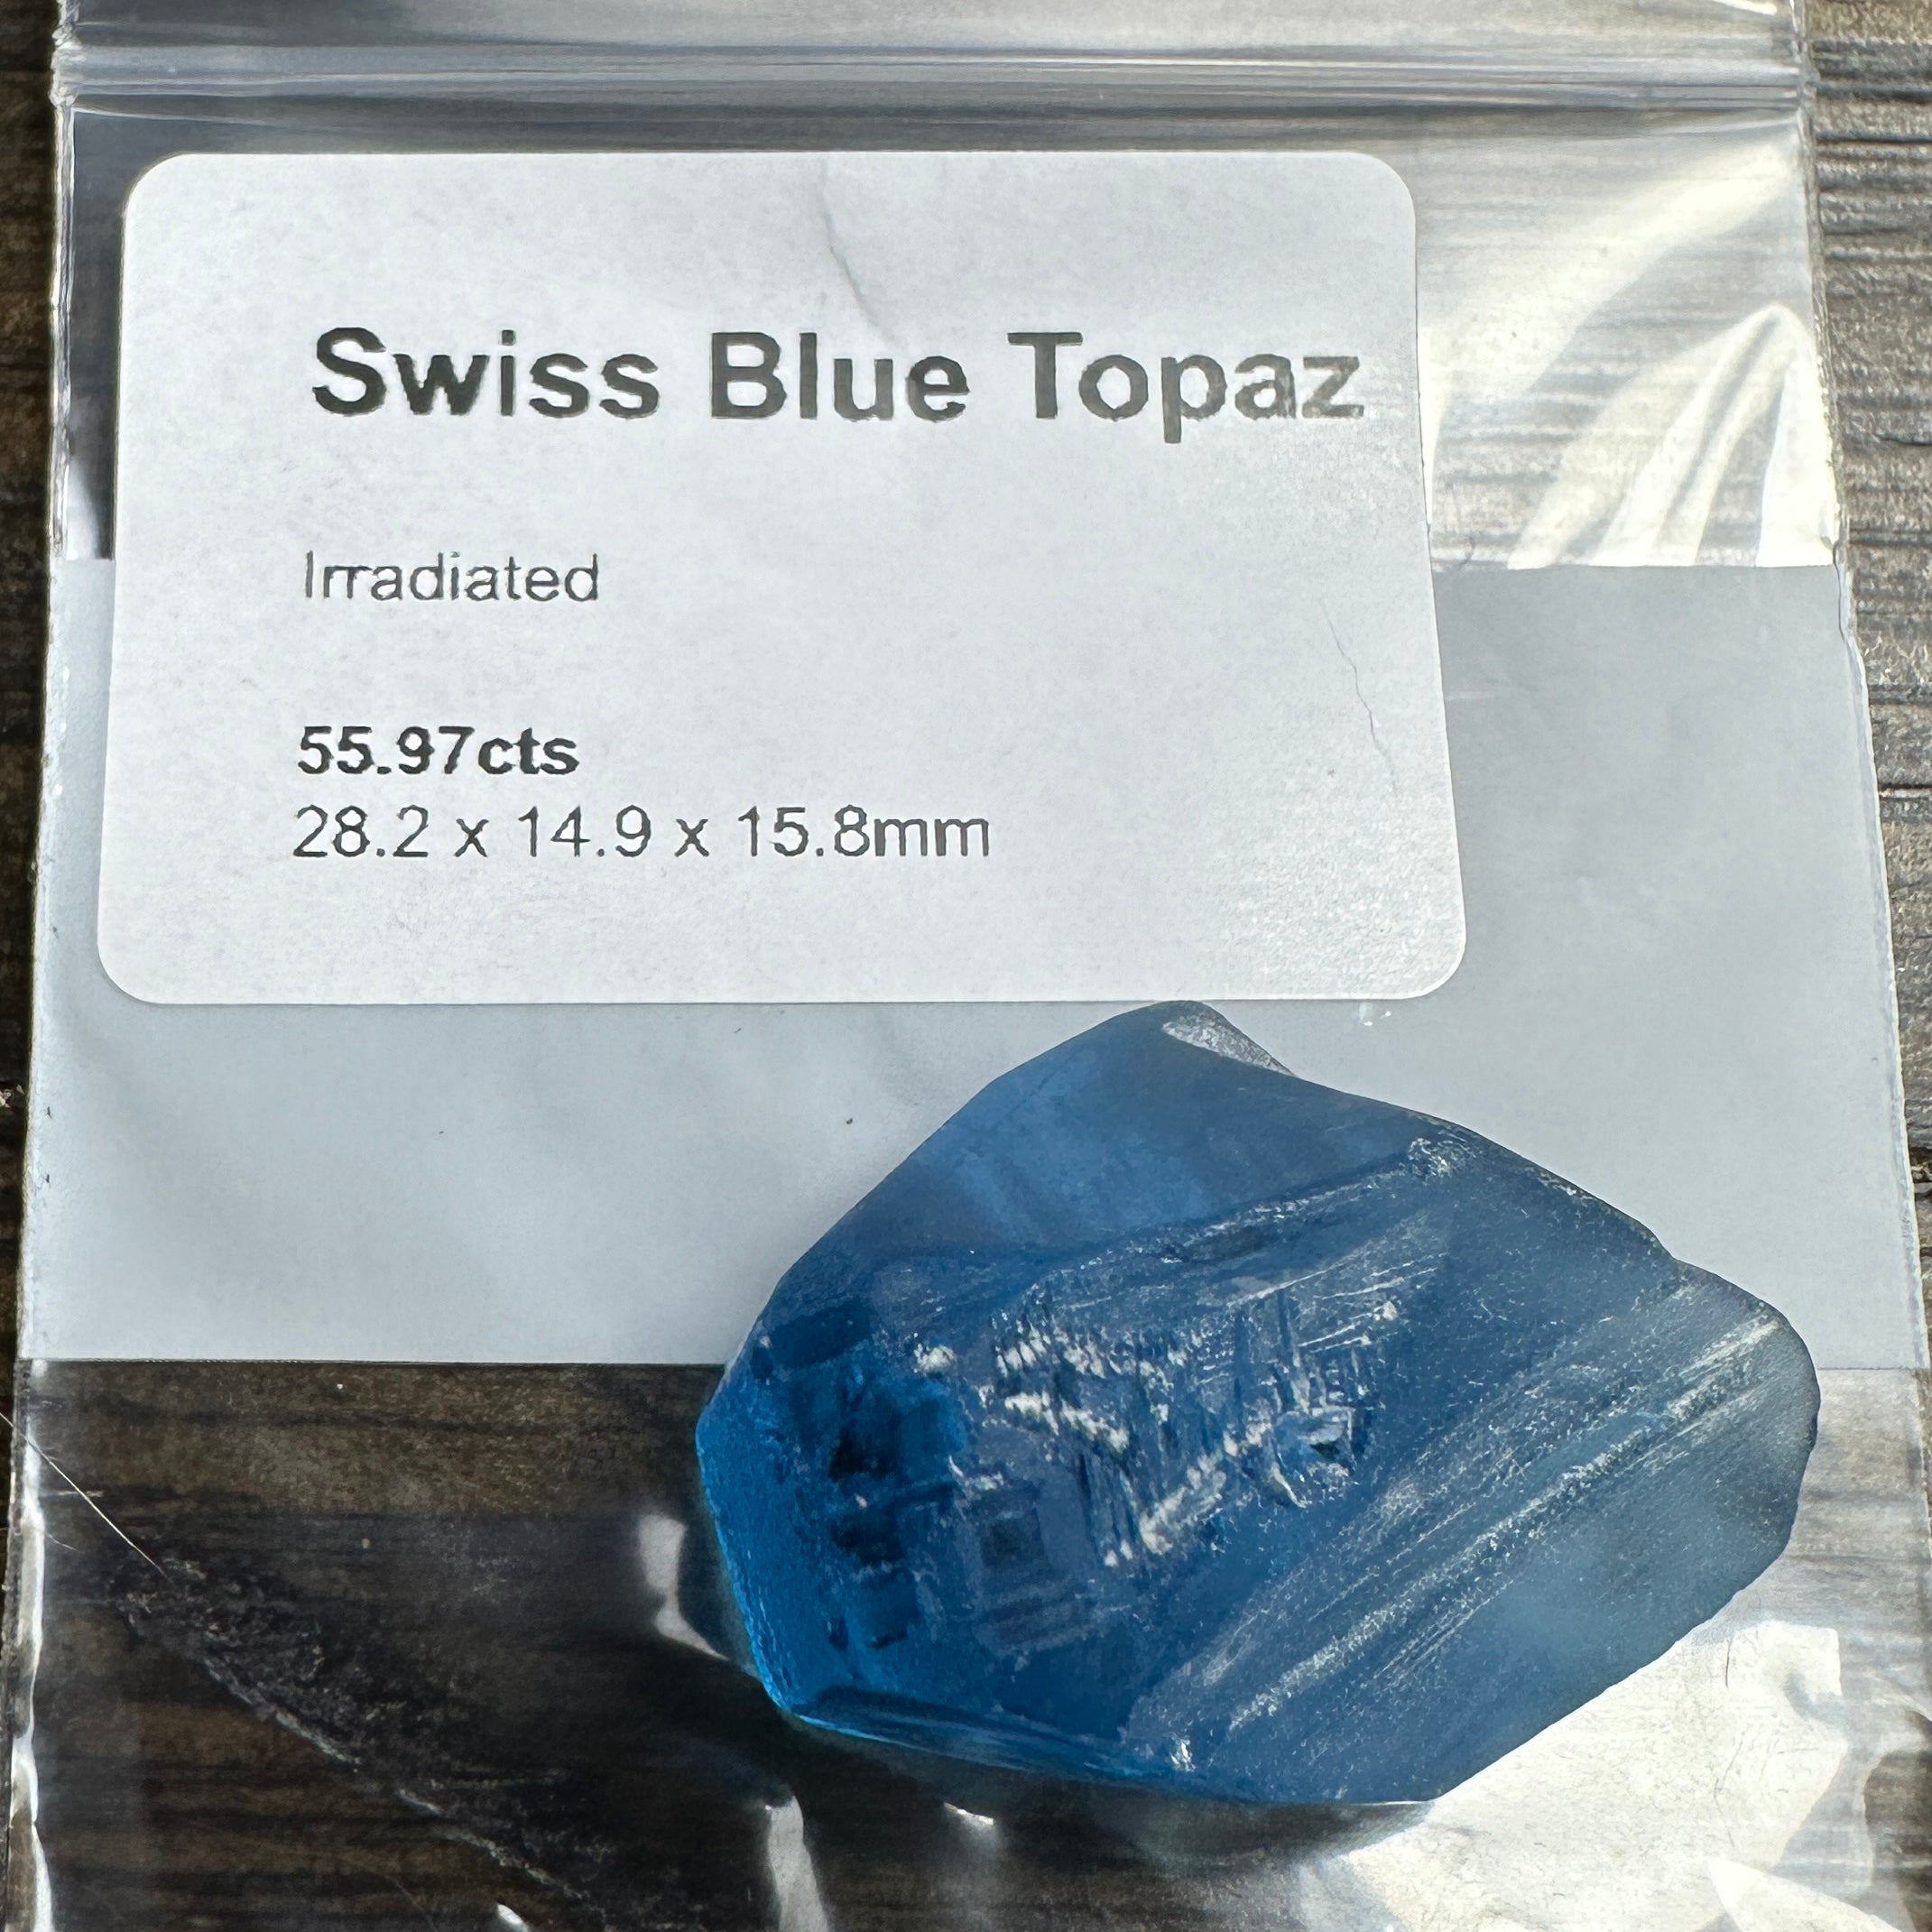 Swiss Blue Topaz
Irradiated
55.97cts
28.2 x 14.9 x 15.8mm